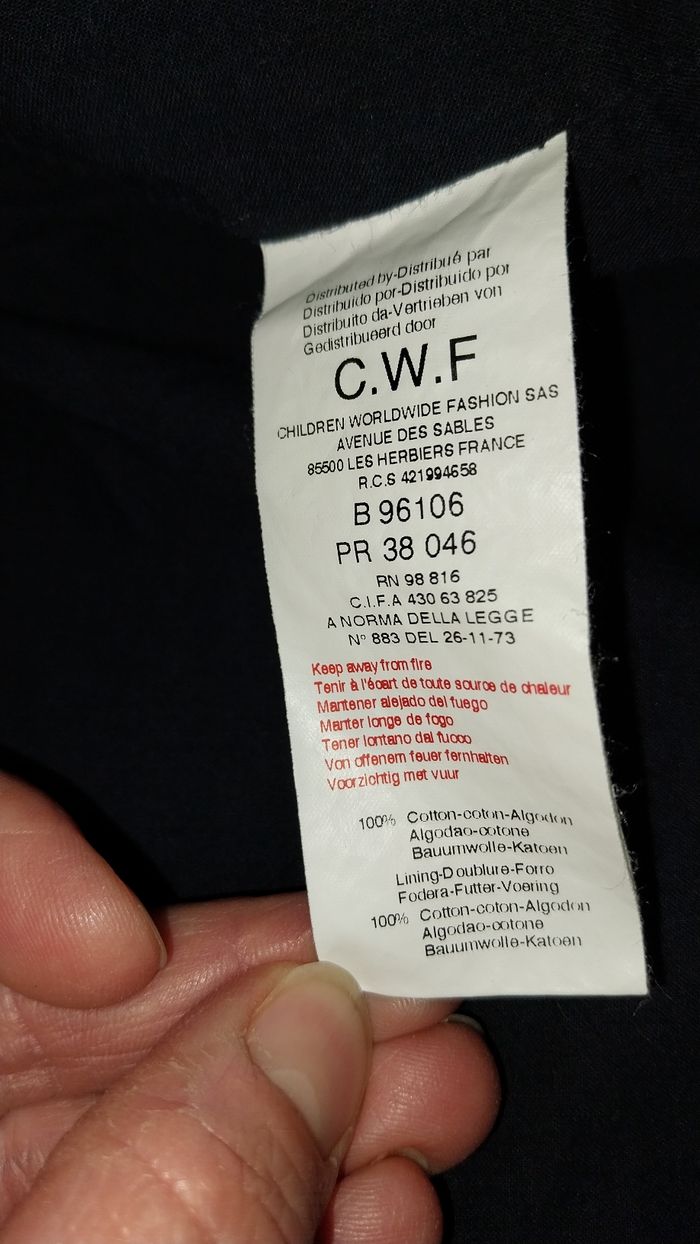 Distributed by-Distribué par
Distribuido por-Distribuido por
Distribuito da-Vertrieben von
Gedistribueerd door
C.W.F
CHILDREN WORLDWIDE FASHION SAS
AVENUE DES SABLES
85500 LES HERBIERS FRANCE
R.C.S 421994658
B 96106
PR 38 046
RN 98 816
C.I.F.A 430 63 825
A NORMA DELLA LEGGE
N° 883 DEL 26-11-73
Keep away from fire
Tenir à l'écart de toute source de chaleur
Mantener alejado del fuego
Manter longe de fogo
Tener lontano dal fuoco
Von offenem feuer fernhalten
Voorzichtig met vuur
100% Cotton-coton-Algodon
Algodao-cotone
Bauumwolle-Katoen
Lining-Doublure-Forro
Fodera-Futter-Voering
100% Cotton-coton-Algodon
Algodao-cotone
Bauumwolle-Katoen